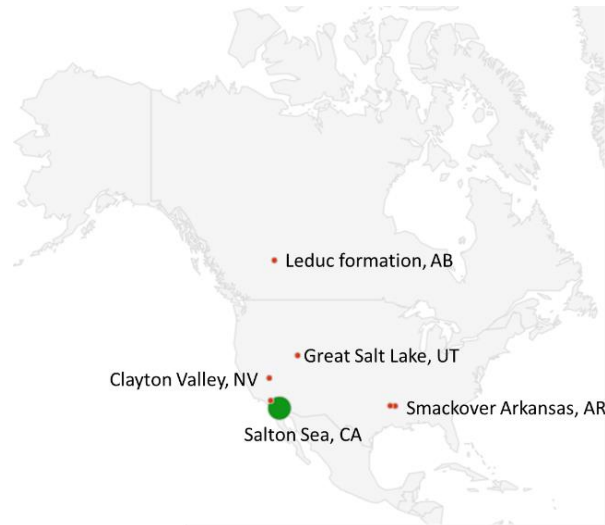 Leduc formation, AB
Great Salt Lake, UT
Clayton Valley, NV
Smackover Arkansas, AR
Salton Sea, CA